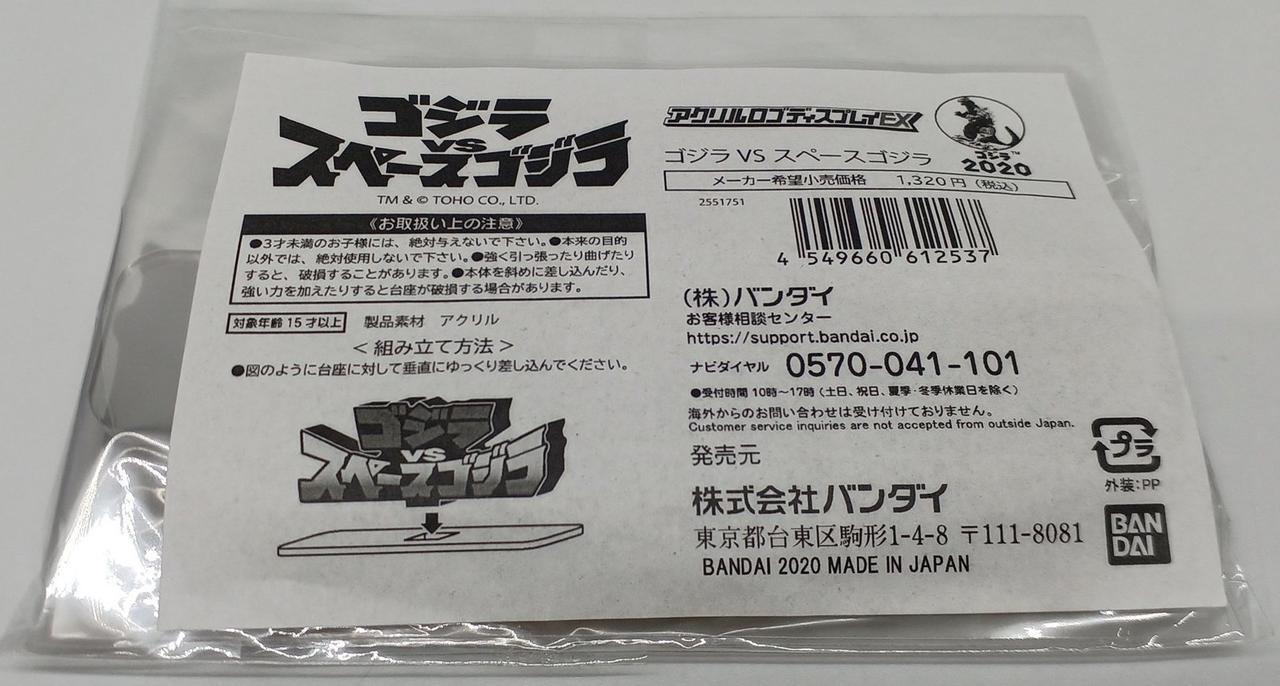 ゴジラ
VS
スペースゴジラ
TM & © TOHO CO., LTD.
《お取扱い上の注意》
●3才未満のお子様には、絶対与えないで下さい。●本来の目的
以外では、絶対使用しないで下さい。●強く引っ張ったり曲げたり
すると、破損することがあります。●本体を斜めに差し込んだり、
強い力を加えたりすると台座が破損する場合があります。
対象年齢 15才以上 製品素材 アクリル
<組み立て方法>
●図のように台座に対して垂直にゆっくり差し込んでください。
ゴジラ
VS
スペースゴジラ
アクリルロゴディスプレイEX
ゴジラ VS スペースゴジラ
ゴジラ™
2020
メーカー希望小売価格 1,320円(税込)
2551751
4 549660 612537
(株)バンダイ
お客様相談センター
https://support.bandai.co.jp
ナビダイヤル 0570-041-101
●受付時間 10時~17時(土日、祝日、夏季・冬季休業日を除く)
海外からのお問い合わせは受け付けておりません。
Customer service inquiries are not accepted from outside Japan.
発売元
株式会社バンダイ
東京都台東区駒形1-4-8 〒111-8081
BANDAI 2020 MADE IN JAPAN
プラ
外装:PP
BAN
DAI